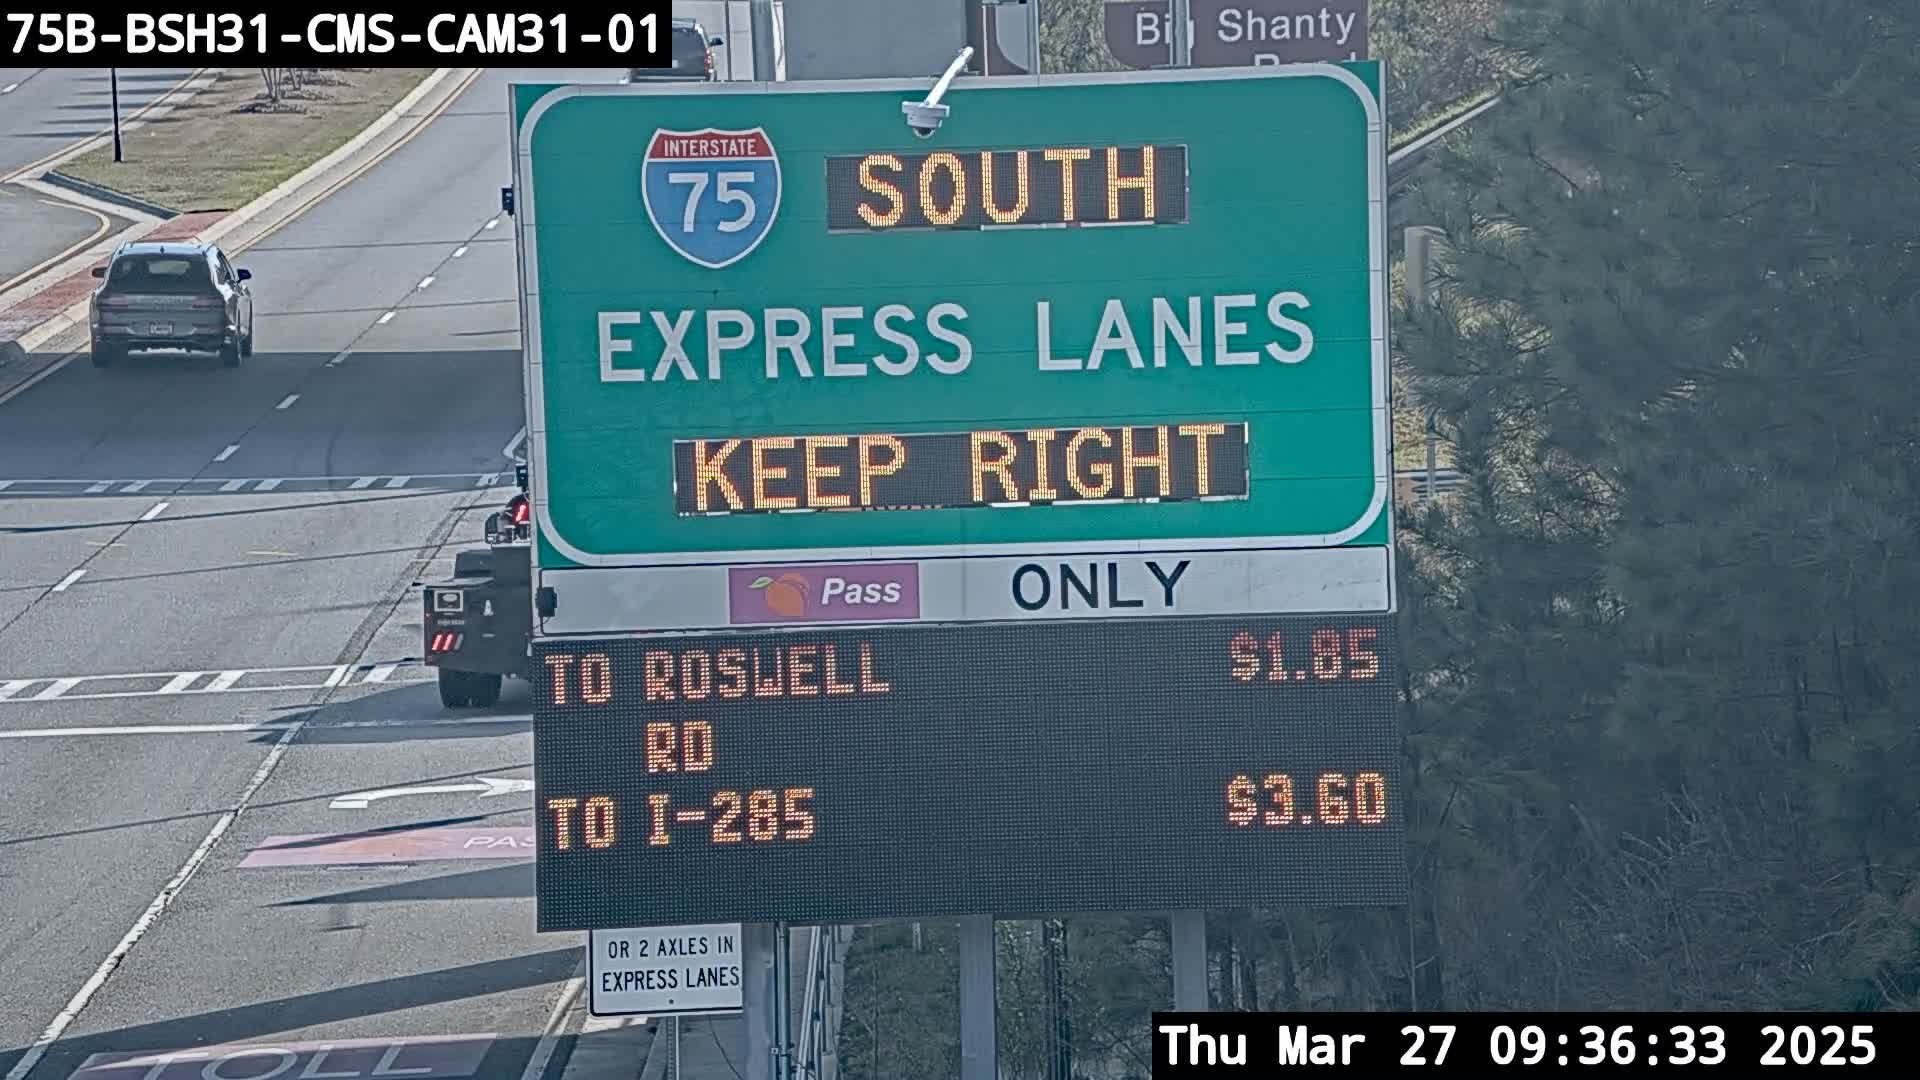 75B-BSH31-CMS-CAM31-01
Big Shanty
Road
INTERSTATE
75
SOUTH
EXPRESS LANES
KEEP RIGHT
Pass ONLY
TO ROSWELL $1.85
RD
TO I-285 $3.60
OR 2 AXLES IN
EXPRESS LANES
TOLL
Thu Mar 27 09:36:33 2025